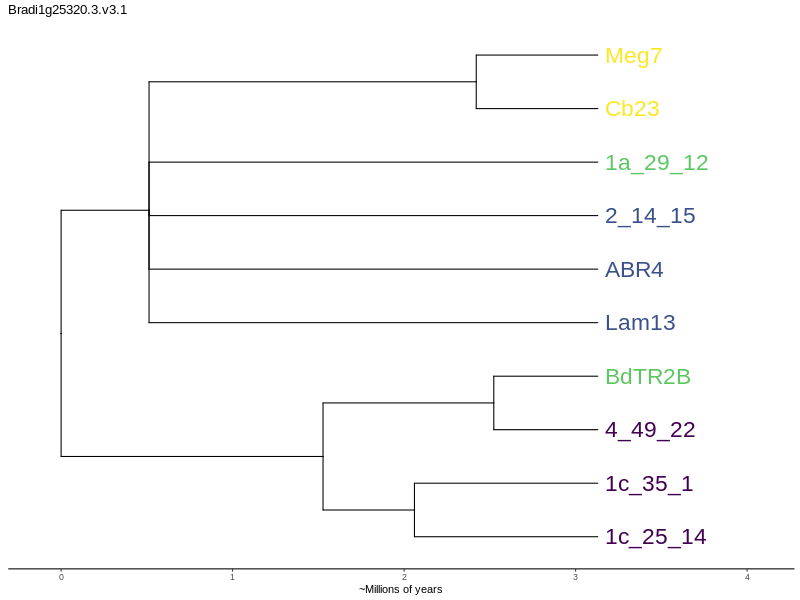 Bradi1g25320.3.v3.1
Meg7
Cb23
1a_29_12
2_14_15
ABR4
Lam13
BdTR2B
4_49_22
1c_35_1
1c_25_14
0 1 2 3 4
~Millions of years